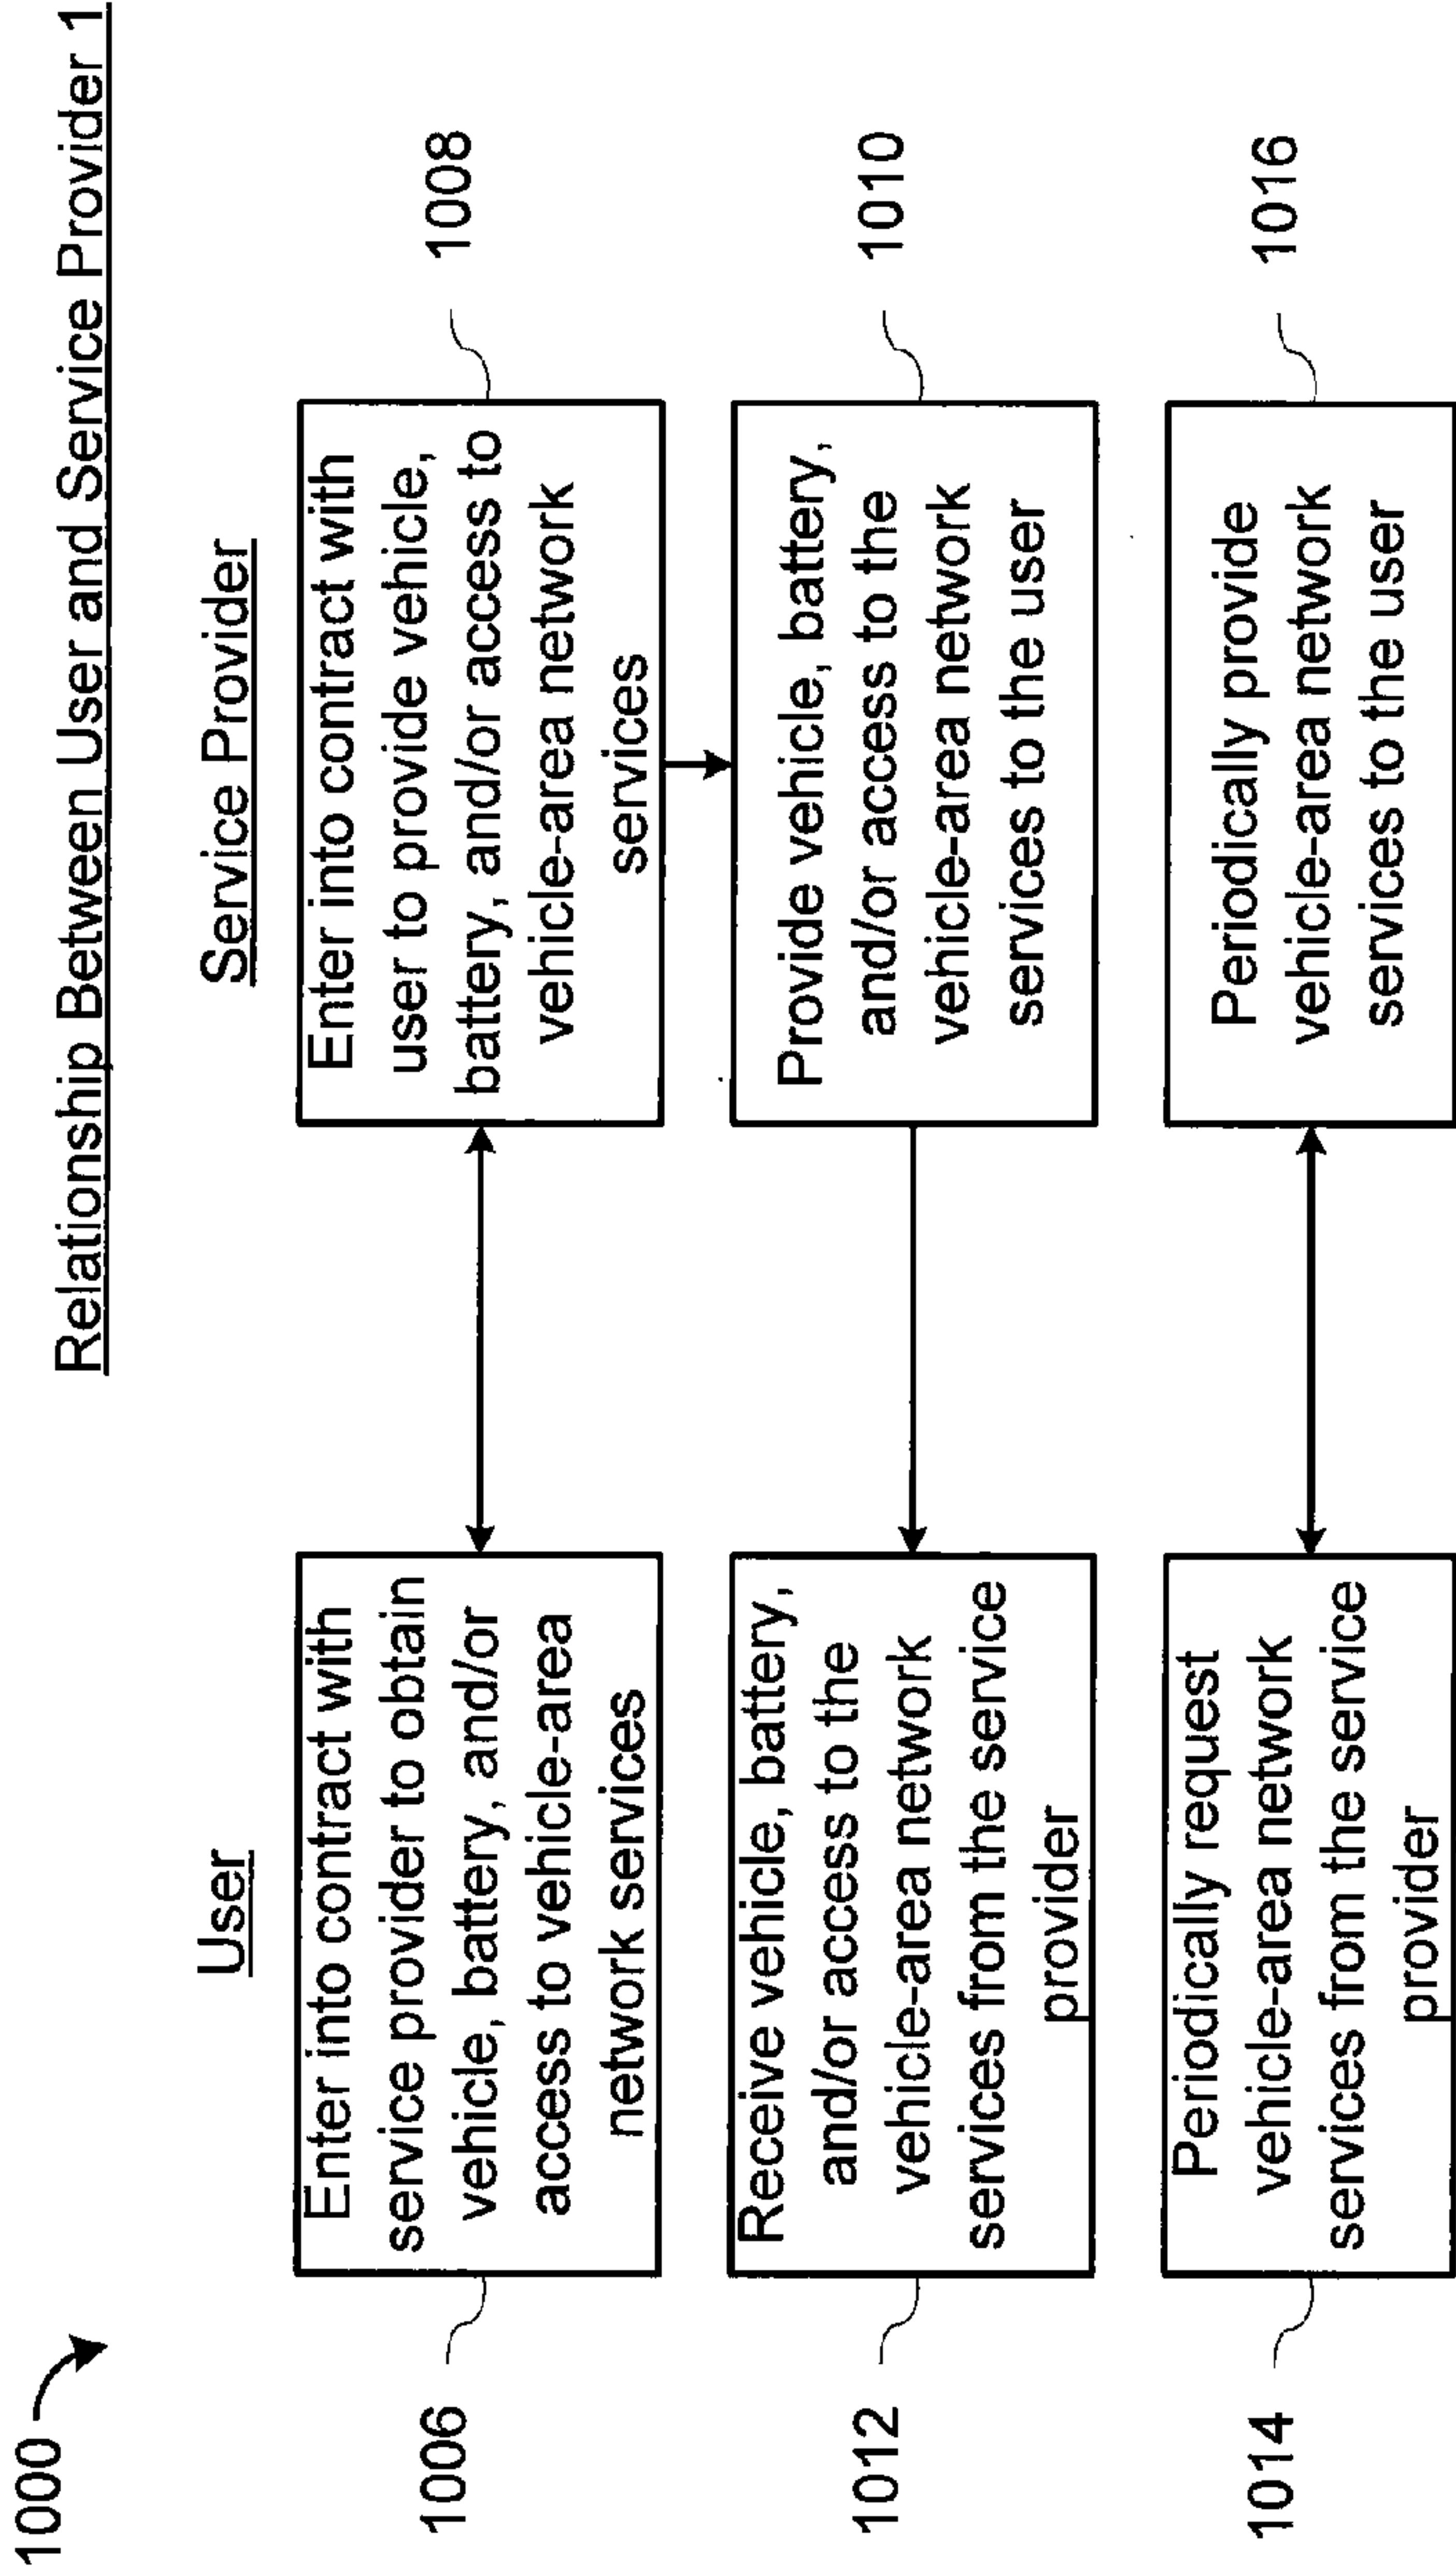 1000
Relationship Between User and Service Provider 1
User
Service Provider
1006
Enter into contract with
service provider to obtain
vehicle, battery, and/or
access to vehicle-area
network services
Enter into contract with
user to provide vehicle,
battery, and/or access to
vehicle-area network
services
1008
1012
Receive vehicle, battery,
and/or access to the
vehicle-area network
services from the service
provider
Provide vehicle, battery,
and/or access to the
vehicle-area network
services to the user
1010
1014
Periodically request
vehicle-area network
services from the service
provider
Periodically provide
vehicle-area network
services to the user
1016